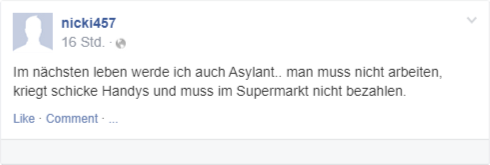 nicki457
16 Std. ·
Im nächsten leben werde ich auch Asylant.. man muss nicht arbeiten,
kriegt schicke Handys und muss im Supermarkt nicht bezahlen.
Like · Comment · ...